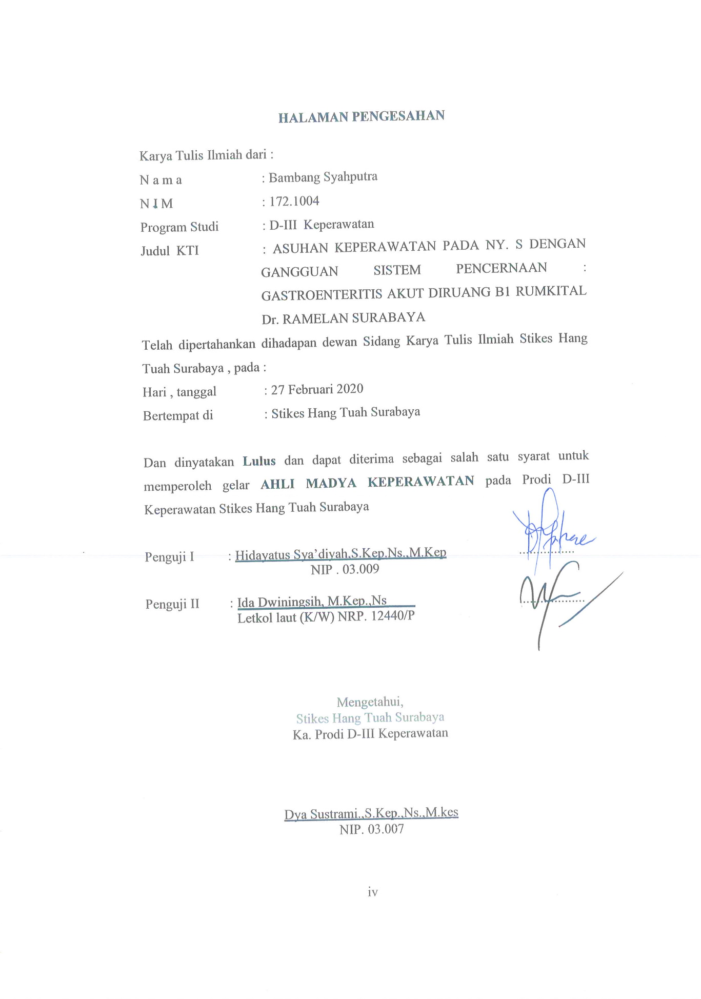 HALAMAN PENGESAHAN
Karya Tulis Ilmiah dari :
N a m a : Bambang Syahputra
N I M : 172.1004
Program Studi : D-III Keperawatan
Judul KTI : ASUHAN KEPERAWATAN PADA NY. S DENGAN
GANGGUAN SISTEM PENCERNAAN :
GASTROENTERITIS AKUT DIRUANG B1 RUMKITAL
Dr. RAMELAN SURABAYA
Telah dipertahankan dihadapan dewan Sidang Karya Tulis Ilmiah Stikes Hang
Tuah Surabaya , pada :
Hari , tanggal : 27 Februari 2020
Bertempat di : Stikes Hang Tuah Surabaya
Dan dinyatakan Lulus dan dapat diterima sebagai salah satu syarat untuk
memperoleh gelar AHLI MADYA KEPERAWATAN pada Prodi D-III
Keperawatan Stikes Hang Tuah Surabaya
Penguji I : Hidayatus Sya’diyah,S.Kep.Ns.,M.Kep ..................
NIP . 03.009
Penguji II : Ida Dwiningsih, M.Kep.,Ns ..................
Letkol laut (K/W) NRP. 12440/P
Mengetahui,
Stikes Hang Tuah Surabaya
Ka. Prodi D-III Keperawatan
Dya Sustrami.,S.Kep.,Ns.,M.kes
NIP. 03.007
iv